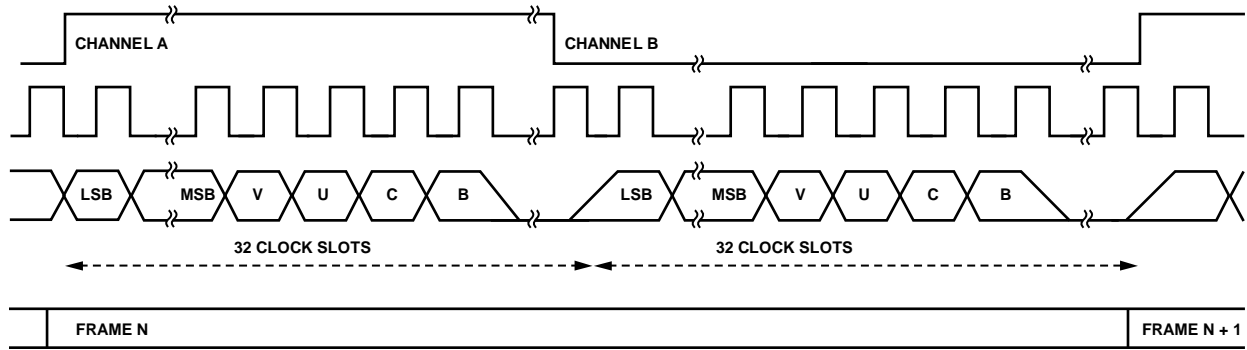 CHANNEL A CHANNEL B
LSB MSB V U C B LSB MSB V U C B
32 CLOCK SLOTS 32 CLOCK SLOTS
FRAME N FRAME N + 1